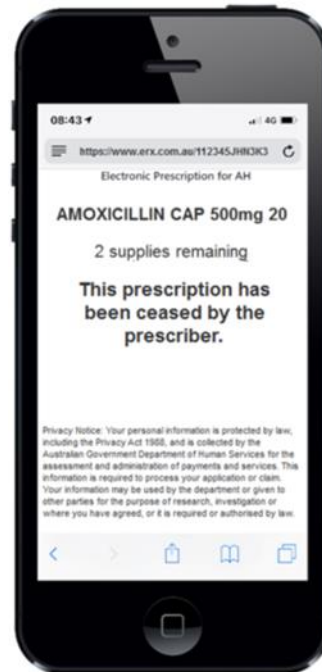 08:43
4G
https://www.erx.com.au/112345JHN3K3
Electronic Prescription for AH
AMOXICILLIN CAP 500mg 20
2 supplies remaining
This prescription has
been ceased by the
prescriber.
Privacy Notice: Your personal information is protected by law,
including the Privacy Act 1988, and is collected by the
Australian Government Department of Human Services for the
assessment and administration of payments and services. This
information is required to process your application or claim.
Your information may be used by the department or given to
other parties for the purpose of research, investigation or
where you have agreed, or it is required or authorised by law.